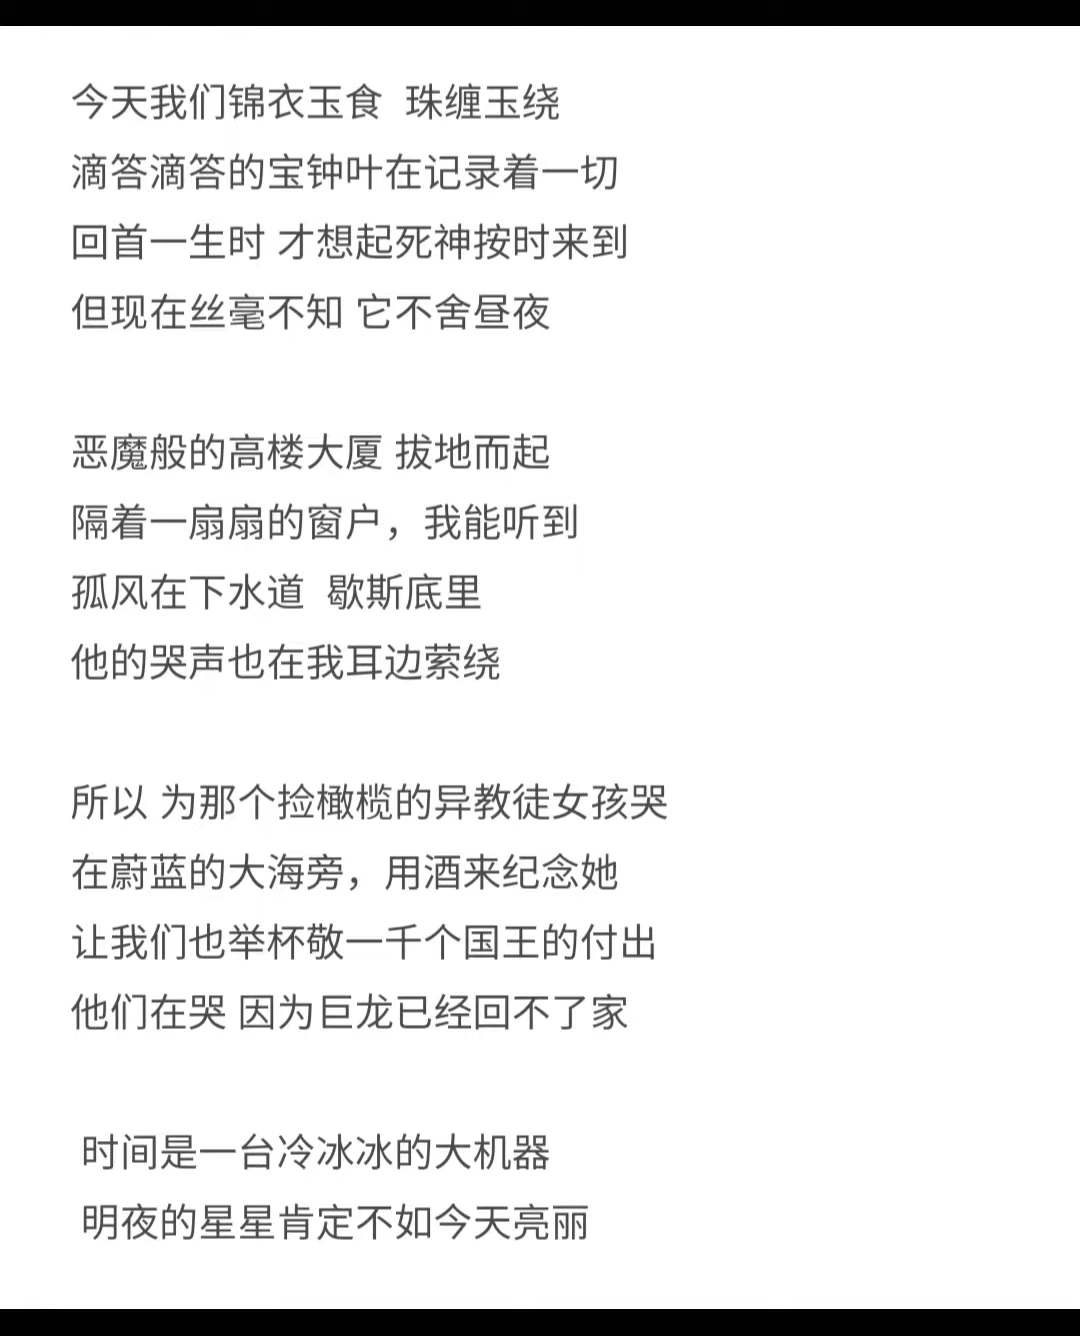 今天我们锦衣玉食 珠缠玉绕
滴答滴答的宝钟叶在记录着一切
回首一生时 才想起死神按时来到
但现在丝毫不知 它不舍昼夜
恶魔般的高楼大厦 拔地而起
隔着一扇扇的窗户，我能听到
孤风在下水道 歇斯底里
他的哭声也在我耳边萦绕
所以 为那个捡橄榄的异教徒女孩哭
在蔚蓝的大海旁，用酒来纪念她
让我们也举杯敬一千个国王的付出
他们在哭 因为巨龙已经回不了家
时间是一台冷冰冰的大机器
明夜的星星肯定不如今天亮丽